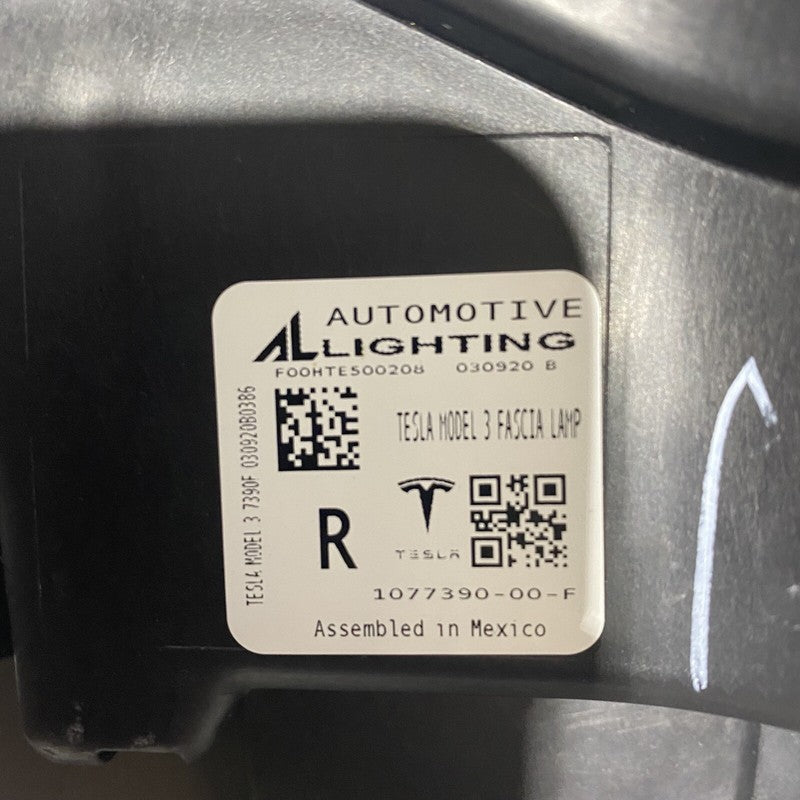 AUTOMOTIVE
AL LIGHTING
F00HTE500208 030920 B
TESLA MODEL 3 7390F 030920B0386
TESLA MODEL 3 FASCIA LAMP
R
TESLA
1077390-00-F
Assembled in Mexico